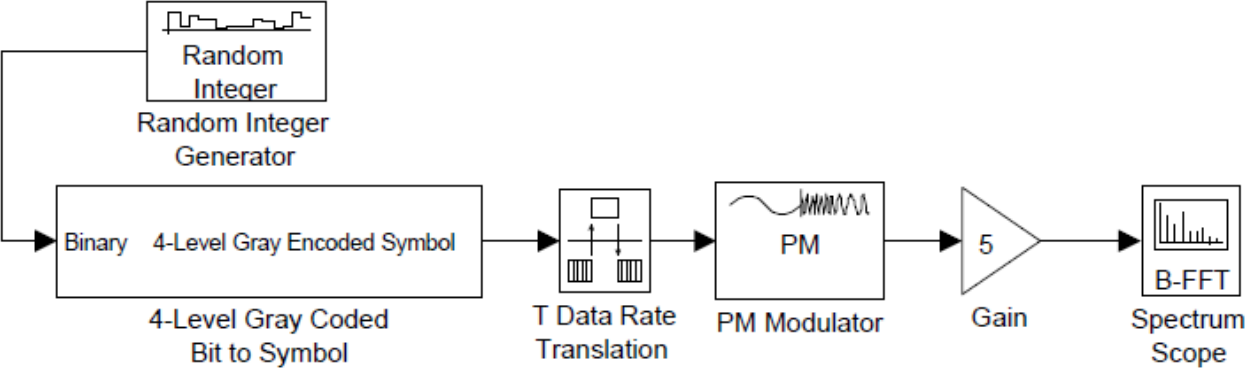 Random
Integer
Random Integer
Generator
Binary 4-Level Gray Encoded Symbol
4-Level Gray Coded
Bit to Symbol
T Data Rate
Translation
PM
PM Modulator
5
Gain
B-FFT
Spectrum
Scope